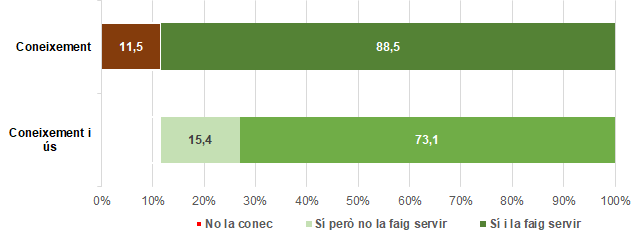 Coneixement
11,5
88,5
Coneixement i
ús
15,4
73,1
0% 10% 20% 30% 40% 50% 60% 70% 80% 90% 100%
No la conec Sí però no la faig servir Sí i la faig servir